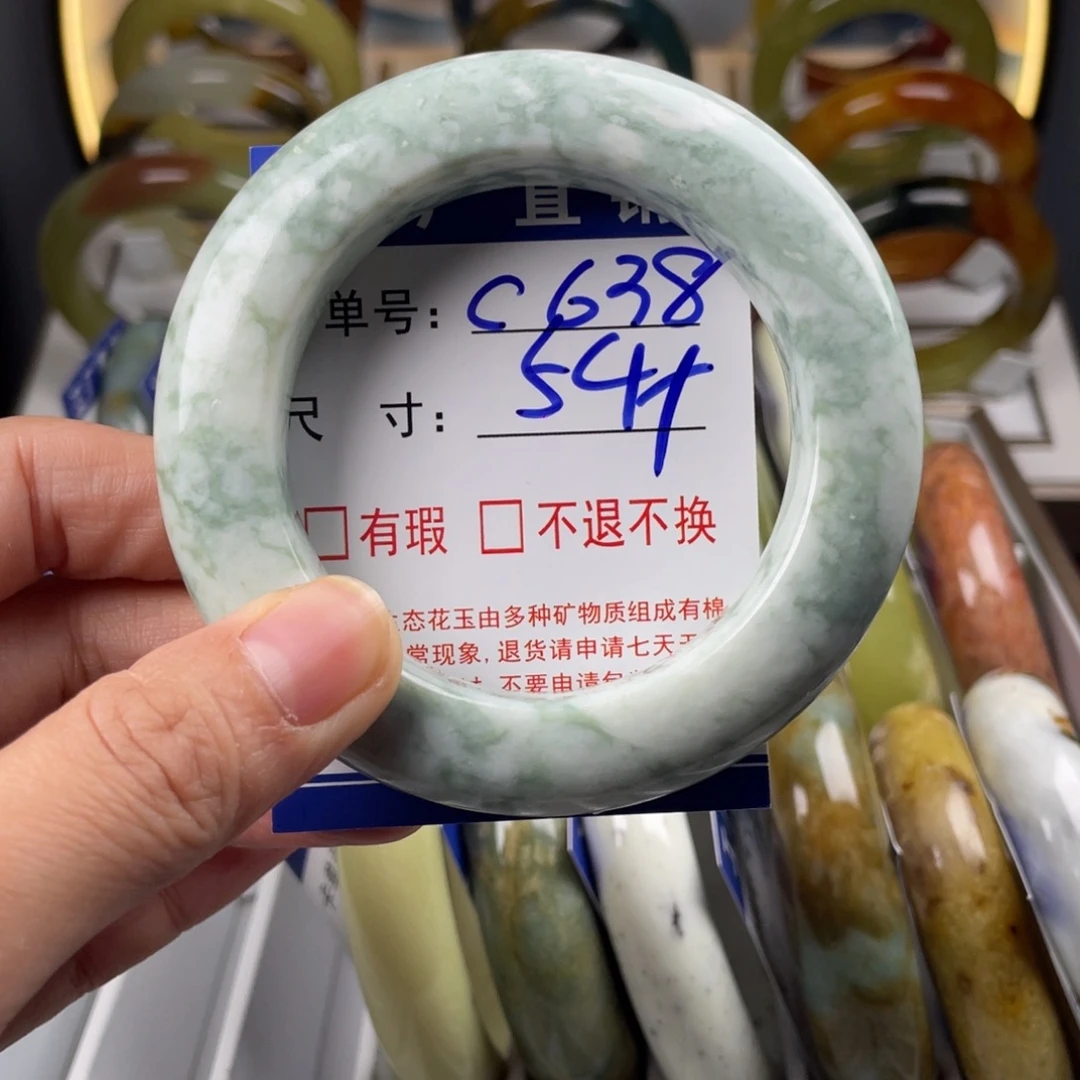 直
单号: C638
尺 寸: 54
□有瑕 □不退不换
态花玉由多种矿物质组成有棉
常现象,退货请申请七天
不要申请